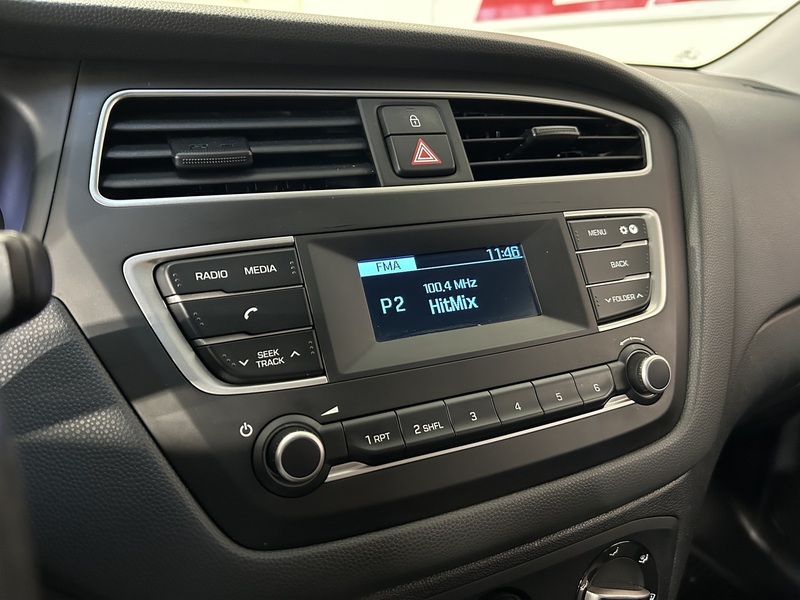 RADIO MEDIA
SEEK
TRACK
FMA 11:46
100.4 MHz
P2 HitMix
MENU
BACK
FOLDER
1 RPT 2 SHFL 3 4 5 6